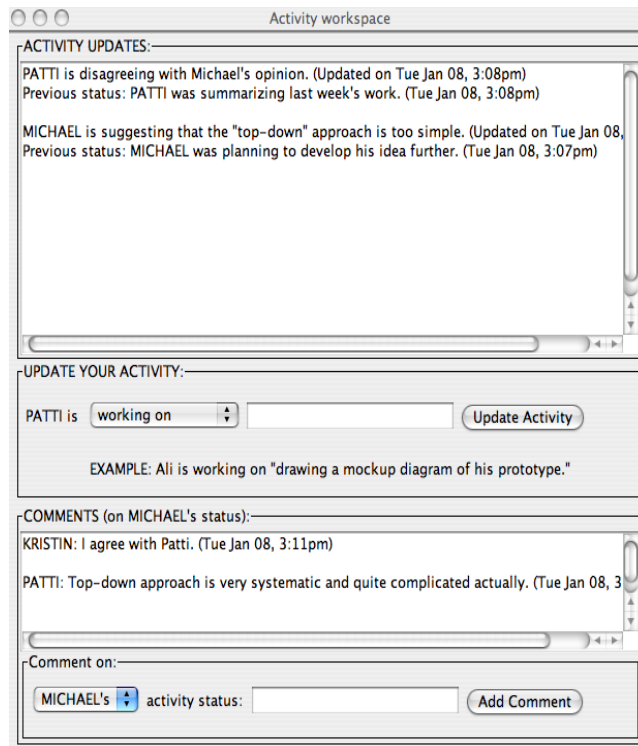 Activity workspace
ACTIVITY UPDATES:
PATTI is disagreeing with Michael's opinion. (Updated on Tue Jan 08, 3:08pm)
Previous status: PATTI was summarizing last week's work. (Tue Jan 08, 3:08pm)
MICHAEL is suggesting that the "top-down" approach is too simple. (Updated on Tue Jan 08,
Previous status: MICHAEL was planning to develop his idea further. (Tue Jan 08, 3:07pm)
UPDATE YOUR ACTIVITY:
PATTI is working on Update Activity
EXAMPLE: Ali is working on "drawing a mockup diagram of his prototype."
COMMENTS (on MICHAEL's status):
KRISTIN: I agree with Patti. (Tue Jan 08, 3:11pm)
PATTI: Top-down approach is very systematic and quite complicated actually. (Tue Jan 08, 3
Comment on:
MICHAEL's activity status: Add Comment